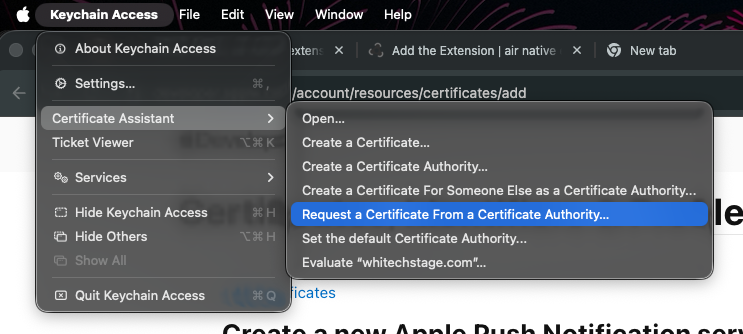 Keychain Access File Edit View Window Help
About Keychain Access
Settings... ⌘ ,
Certificate Assistant
Ticket Viewer ⌥⌘ K
Services
Hide Keychain Access ⌘ H
Hide Others ⌥⌘ H
Show All
Quit Keychain Access ⌘ Q
Add the Extension | air native
New tab
/account/resources/certificates/add
Open...
Create a Certificate...
Create a Certificate Authority...
Create a Certificate For Someone Else as a Certificate Authority...
Request a Certificate From a Certificate Authority...
Set the default Certificate Authority...
Evaluate “whitechstage.com”...
Create a new Apple Push Notification